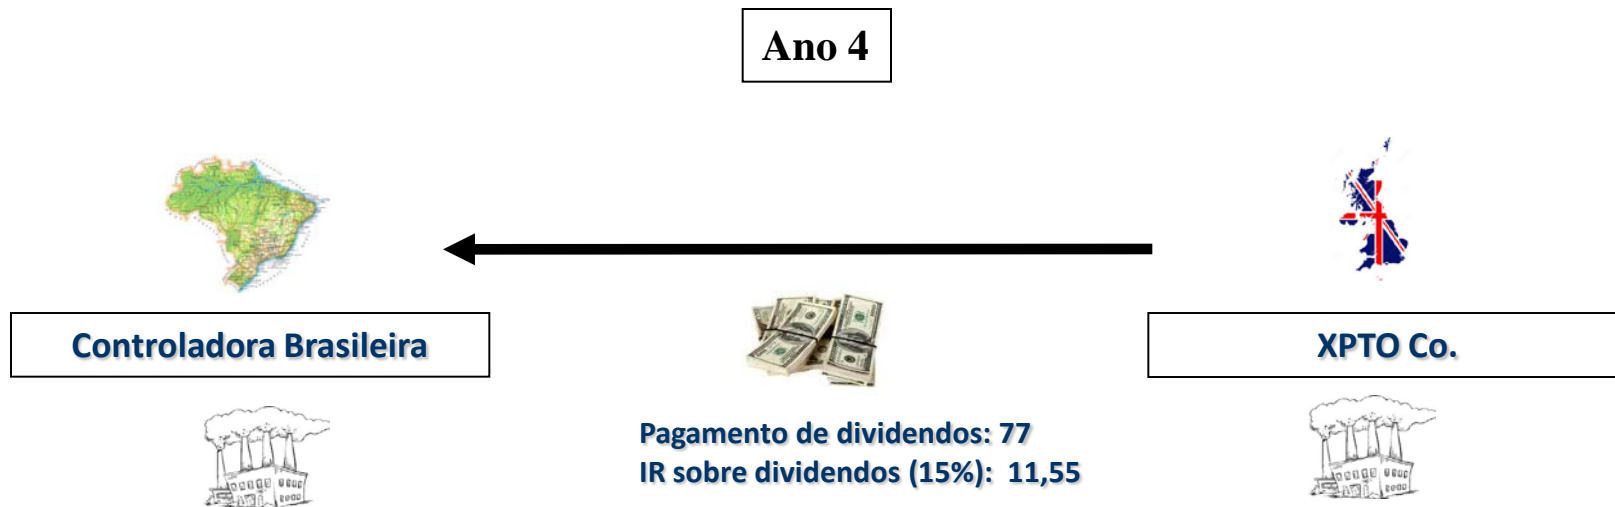 Ano 4
Controladora Brasileira
XPTO Co.
Pagamento de dividendos: 77
IR sobre dividendos (15%): 11,55